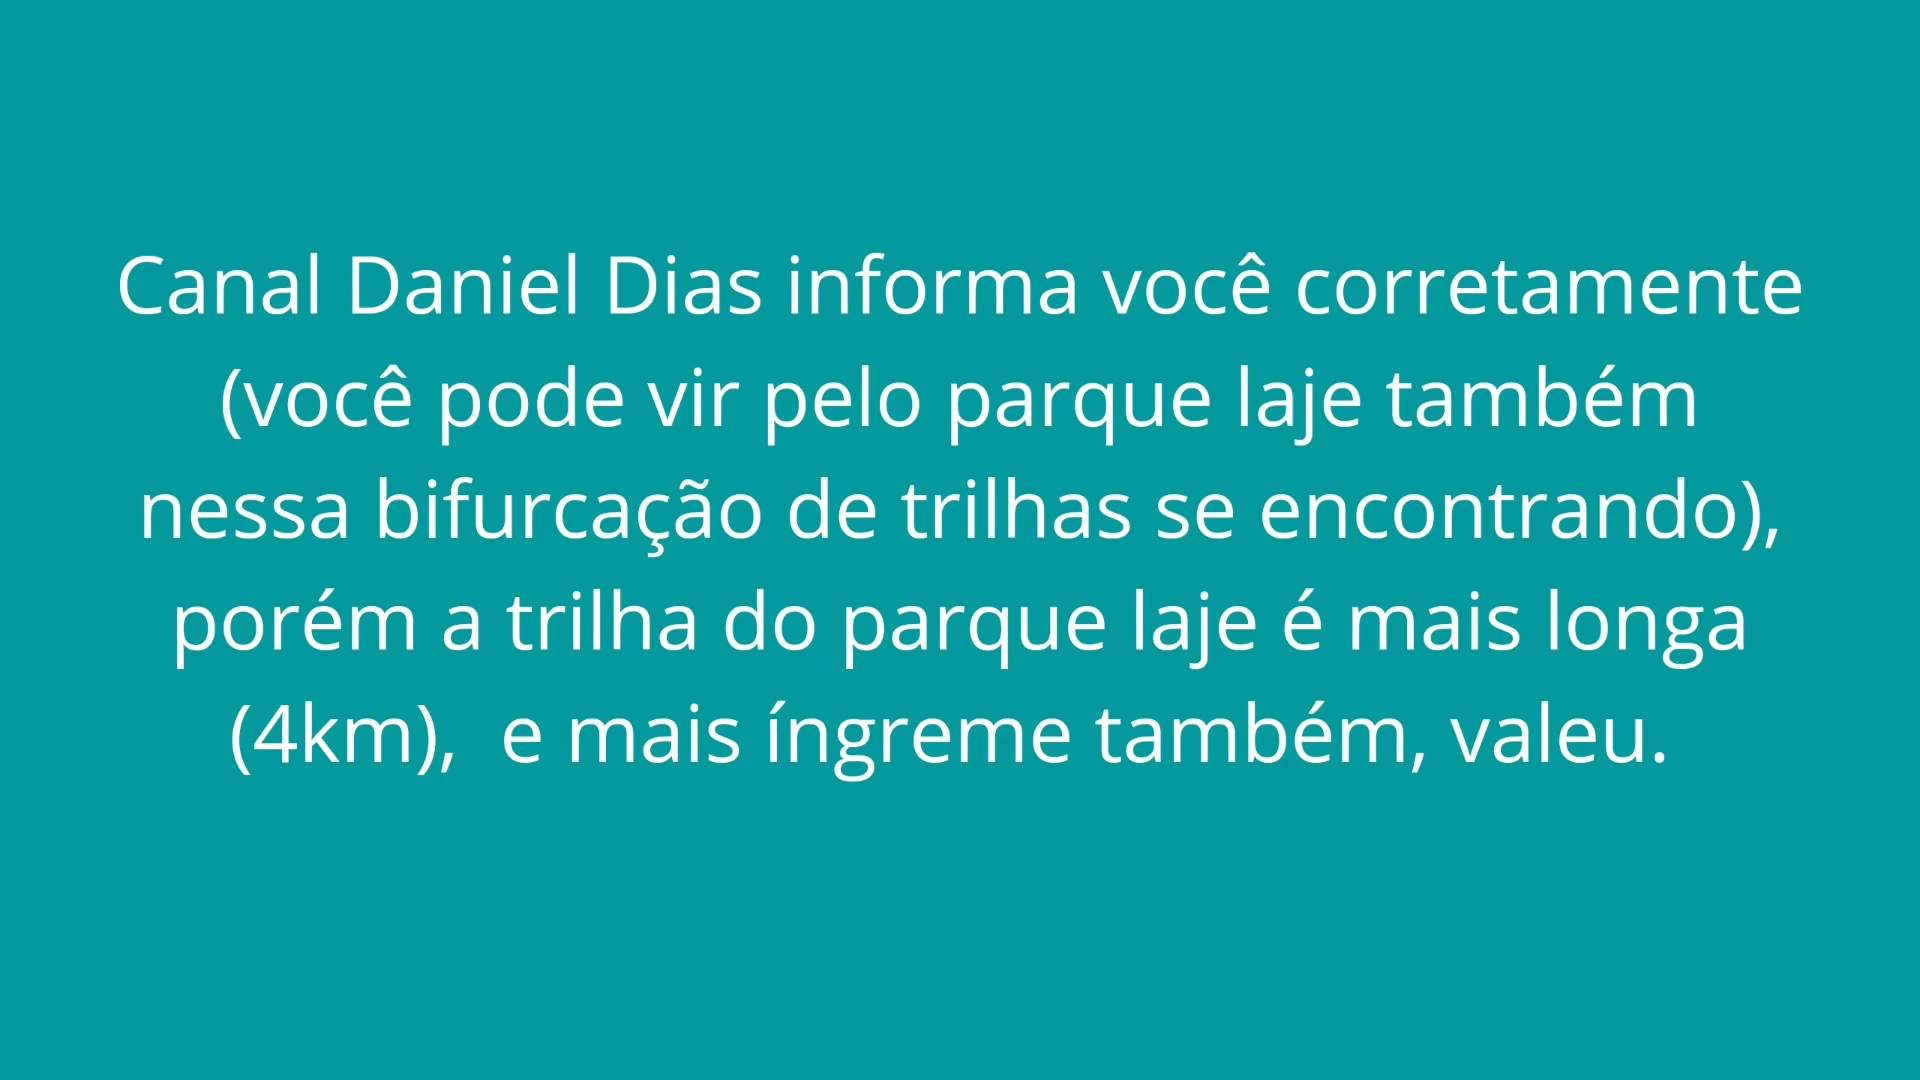 Canal Daniel Dias informa você corretamente
(você pode vir pelo parque laje também
nessa bifurcação de trilhas se encontrando),
porém a trilha do parque laje é mais longa
(4km),  e mais íngreme também, valeu.